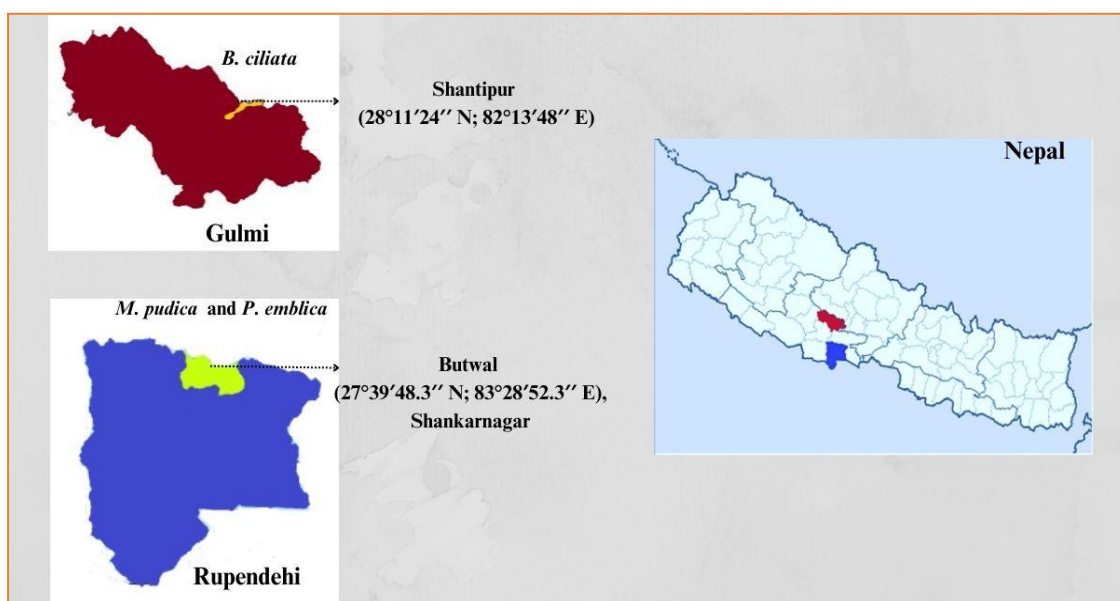 B. ciliata
Shantipur
(28°11′24′′ N; 82°13′48′′ E)
Gulmi
Nepal
M. pudica and P. emblica
Butwal
(27°39′48.3′′ N; 83°28′52.3′′ E),
Shankarnagar
Rupendehi